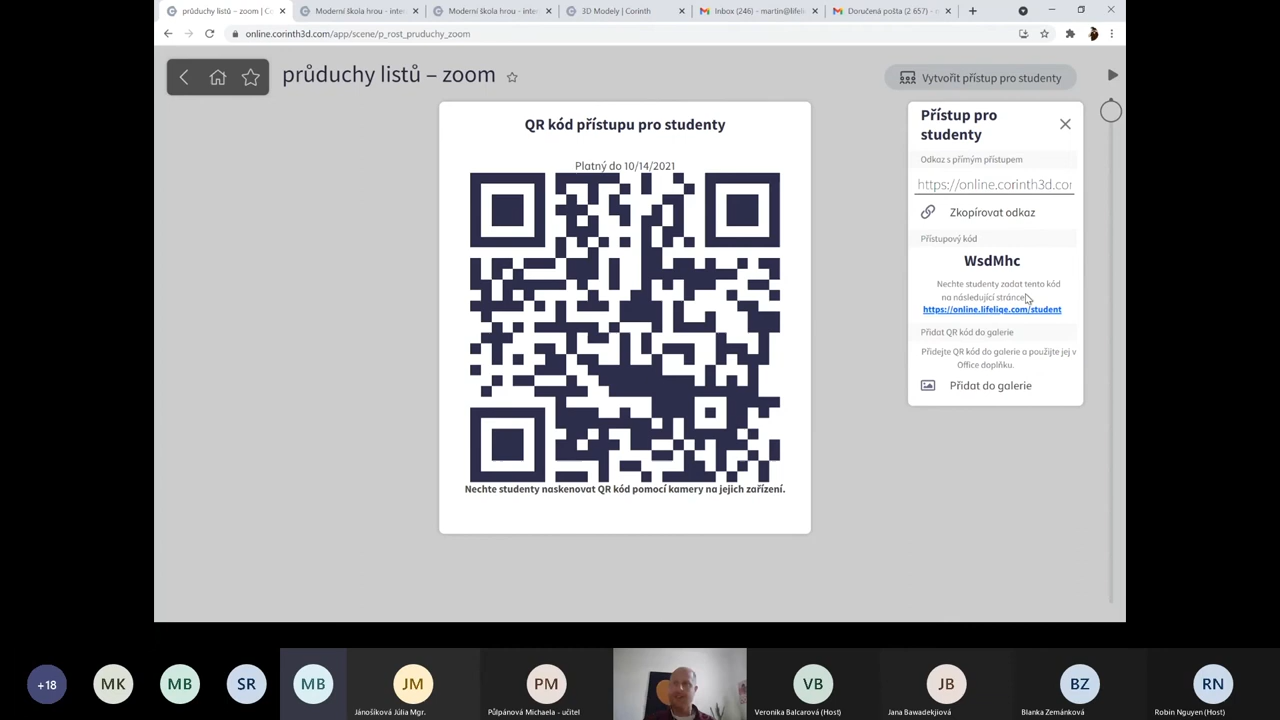 průduchy listů – zoom | Co
Moderní škola hrou - inter
Moderní škola hrou - inter
3D Modely | Corinth
Inbox (246) - martin@lifeli
Doručená pošta (2 657) -
online.corinth3d.com/app/scene/p_rost_pruduchy_zoom
průduchy listů – zoom
Vytvořit přístup pro studenty
QR kód přístupu pro studenty
Platný do 10/14/2021
Nechte studenty naskenovat QR kód pomocí kamery na jejich zařízení.
Přístup pro
studenty
Odkaz s přímým přístupem
https://online.corinth3d.cor
Zkopírovat odkaz
Přístupový kód
WsdMhc
Nechte studenty zadat tento kód
na následující stránce
https://online.lifeliqe.com/student
Přidat QR kód do galerie
Přidejte QR kód do galerie a použijte jej v
Office doplňku.
Přidat do galerie
+18
MK
MB
SR
MB
JM
Jánošíková Júlia Mgr.
PM
Půlpánová Michaela - učitel
VB
Veronika Balcarová (Host)
JB
Jana Bawadekjiová
BZ
Blanka Zemánková
RN
Robin Nguyen (Host)